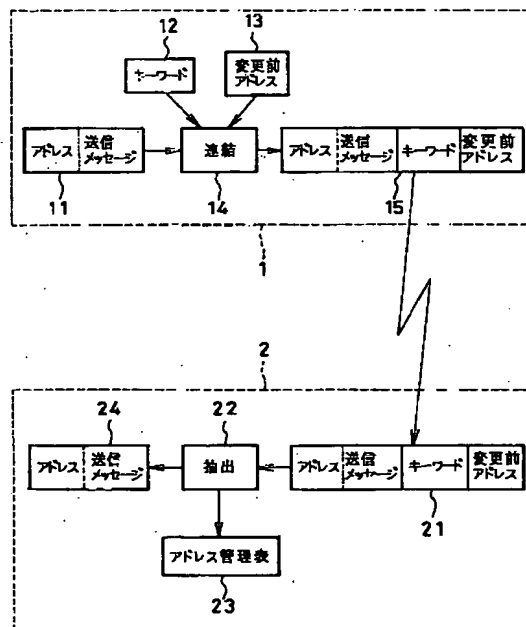 12
13
キーワード
変更前
アドレス
アドレス
送信
メッセージ
連結
アドレス
送信
メッセージ
キーワード
変更前
アドレス
11
14
15
1
2
24
22
アドレス
送信
メッセージ
抽出
アドレス
送信
メッセージ
キーワード
変更前
アドレス
21
アドレス管理表
23